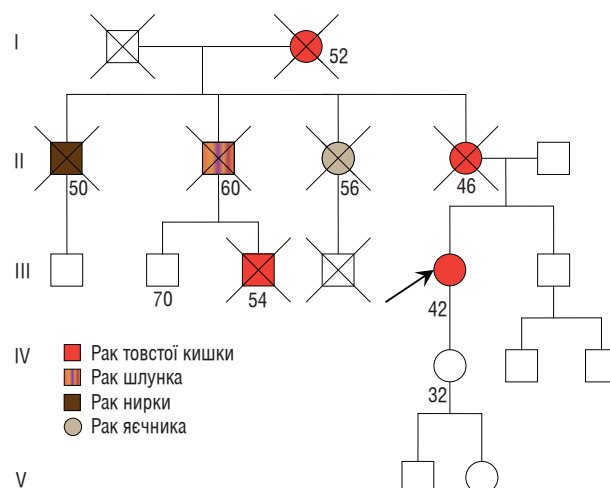 I
52
II
50
60
56
46
III
70
54
42
IV
Рак товстої кишки
Рак шлунка
Рак нирки
Рак яєчника
32
V